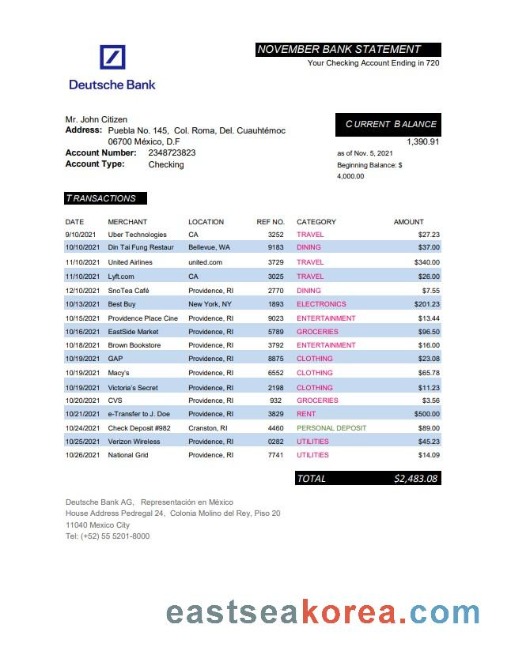 NOVEMBER BANK STATEMENT
Your Checking Account Ending in 720
Deutsche Bank
Mr. John Citizen
Address: Puebla No. 145, Col. Roma, Del. Cuauhtémoc
06700 México, D.F
Account Number: 2348723823
Account Type: Checking
CURRENT BALANCE
1,390.91
as of Nov. 5, 2021
Beginning Balance: $
4,000.00
TRANSACTIONS
DATE MERCHANT LOCATION REF NO. CATEGORY AMOUNT
9/10/2021 Uber Technologies CA 3252 TRAVEL $27.23
10/10/2021 Din Tai Fung Restaur Bellevue, WA 9183 DINING $37.00
11/10/2021 United Airlines united.com 3729 TRAVEL $340.00
11/10/2021 Lyft.com CA 3025 TRAVEL $26.00
12/10/2021 SnoTea Café Providence, RI 2770 DINING $7.55
10/13/2021 Best Buy New York, NY 1893 ELECTRONICS $201.23
10/15/2021 Providence Place Cine Providence, RI 9023 ENTERTAINMENT $13.44
10/16/2021 EastSide Market Providence, RI 5789 GROCERIES $96.50
10/18/2021 Brown Bookstore Providence, RI 3792 ENTERTAINMENT $16.00
10/19/2021 GAP Providence, RI 8875 CLOTHING $23.08
10/19/2021 Macy's Providence, RI 6552 CLOTHING $65.78
10/19/2021 Victoria's Secret Providence, RI 2198 CLOTHING $11.23
10/20/2021 CVS Providence, RI 932 GROCERIES $3.56
10/21/2021 e-Transfer to J. Doe Providence, RI 3829 RENT $500.00
10/24/2021 Check Deposit #982 Cranston, RI 4460 PERSONAL DEPOSIT $89.00
10/25/2021 Verizon Wireless Providence, RI 0282 UTILITIES $45.23
10/26/2021 National Grid Providence, RI 7741 UTILITIES $14.09
TOTAL $2,483.08
Deutsche Bank AG, Representación en México
House Address Pedregal 24, Colonia Molino del Rey, Piso 20
11040 Mexico City
Tel: (+52) 55 5201-8000
eastseakorea.com